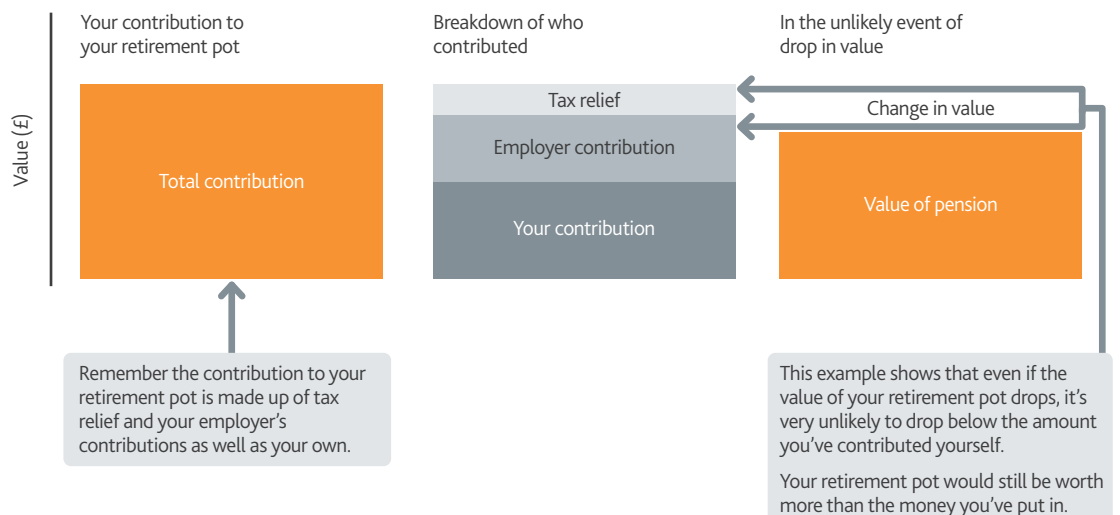 Your contribution to
your retirement pot
Breakdown of who
contributed
In the unlikely event of
drop in value
Value (£)
Total contribution
Tax relief
Employer contribution
Your contribution
Change in value
Value of pension
Remember the contribution to your
retirement pot is made up of tax
relief and your employer’s
contributions as well as your own.
This example shows that even if the
value of your retirement pot drops, it’s
very unlikely to drop below the amount
you’ve contributed yourself.
Your retirement pot would still be worth
more than the money you’ve put in.